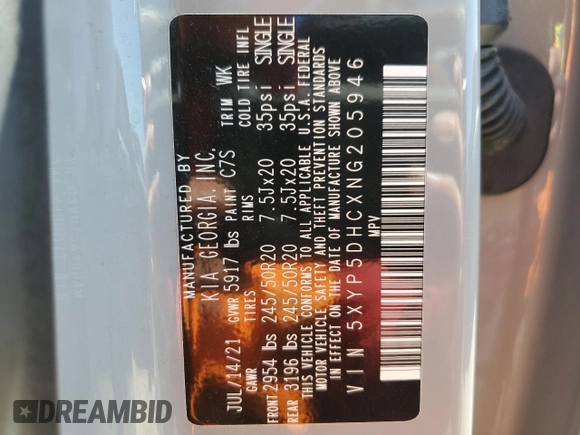 MANUFACTURED BY
KIA GEORGIA, INC.
JUL/14/21 GVWR 5917 lbs PAINT C7S TRIM WK
GAWR TIRES RIMS COLD TIRE INFL
FRONT 2954 lbs 245/50R20 7.5Jx20 35psi SINGLE
REAR 3196 lbs 245/50R20 7.5Jx20 35psi SINGLE
THIS VEHICLE CONFORMS TO ALL APPLICABLE U.S.A. FEDERAL
MOTOR VEHICLE SAFETY AND THEFT PREVENTION STANDARDS
IN EFFECT ON THE DATE OF MANUFACTURE SHOWN ABOVE
VIN 5XYP5DHCXNG205946
MPV
DREAMBID